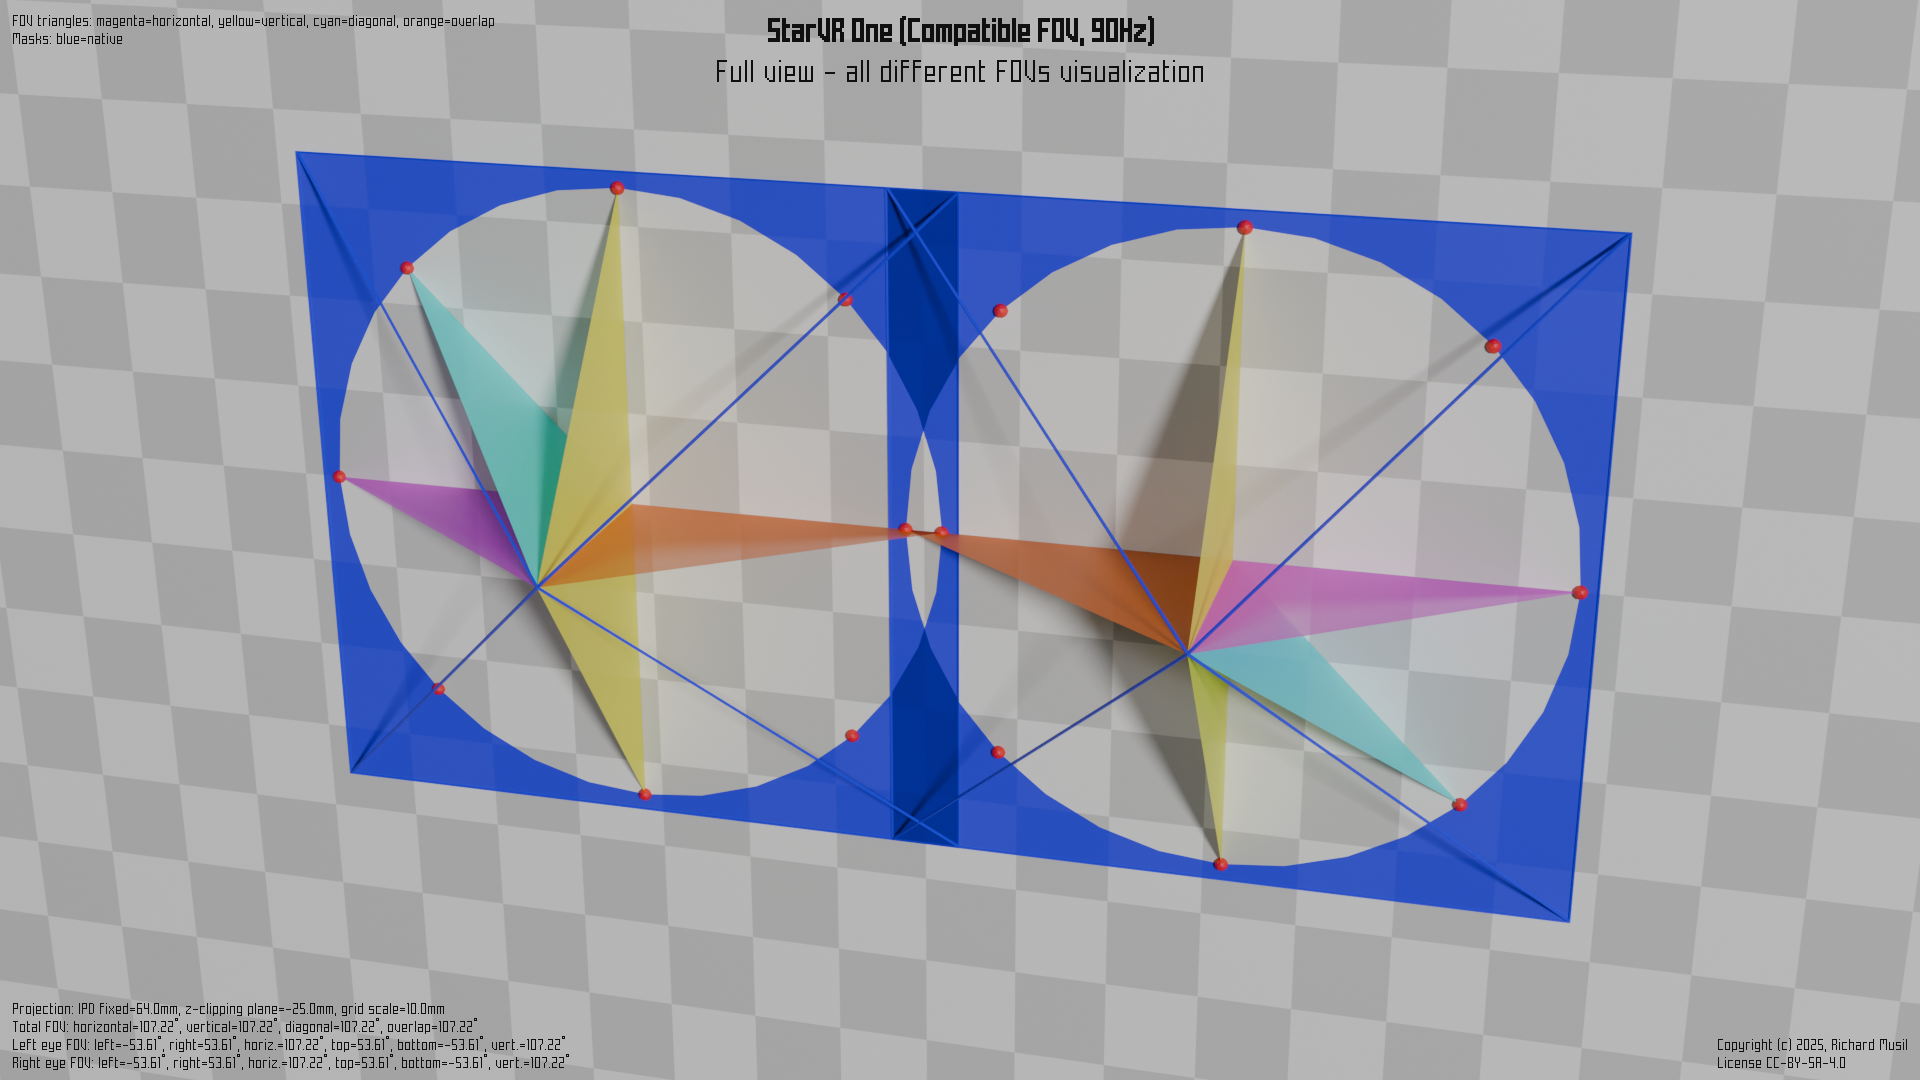 FOV triangles: magenta=horizontal, yellow=vertical, cyan=diagonal, orange=overlap
Masks: blue=native
StarVR One (Compatible FOV, 90Hz)
Full view - all different FOVs visualization
Projection: IPD fixed=64.0mm, z-clipping plane=-25.0mm, grid scale=10.0mm
Total FOV: horizontal=107.22°, vertical=107.22°, diagonal=107.22°, overlap=107.22°
Left eye FOV: left=-53.61°, right=53.61°, horiz.=107.22°, top=53.61°, bottom=-53.61°, vert.=107.22°
Right eye FOV: left=-53.61°, right=53.61°, horiz.=107.22°, top=53.61°, bottom=-53.61°, vert.=107.22°
Copyright (c) 2025, Richard Musil
License CC-BY-SA-4.0